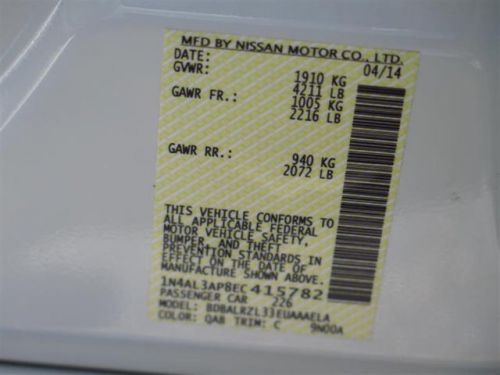 MFD BY NISSAN MOTOR CO., LTD.
DATE: 04/14
GVWR: 1910 KG
4211 LB
GAWR FR.: 1005 KG
2216 LB
GAWR RR.: 940 KG
2072 LB
THIS VEHICLE CONFORMS TO
ALL APPLICABLE FEDERAL
MOTOR VEHICLE SAFETY,
BUMPER, AND THEFT
PREVENTION STANDARDS IN
EFFECT ON THE DATE OF
MANUFACTURE SHOWN ABOVE.
1N4AL3AP8EC415782
PASSENGER CAR 226
MODEL: BDBALRZL33EUAAAELA
COLOR: QAB TRIM: C 9N00A